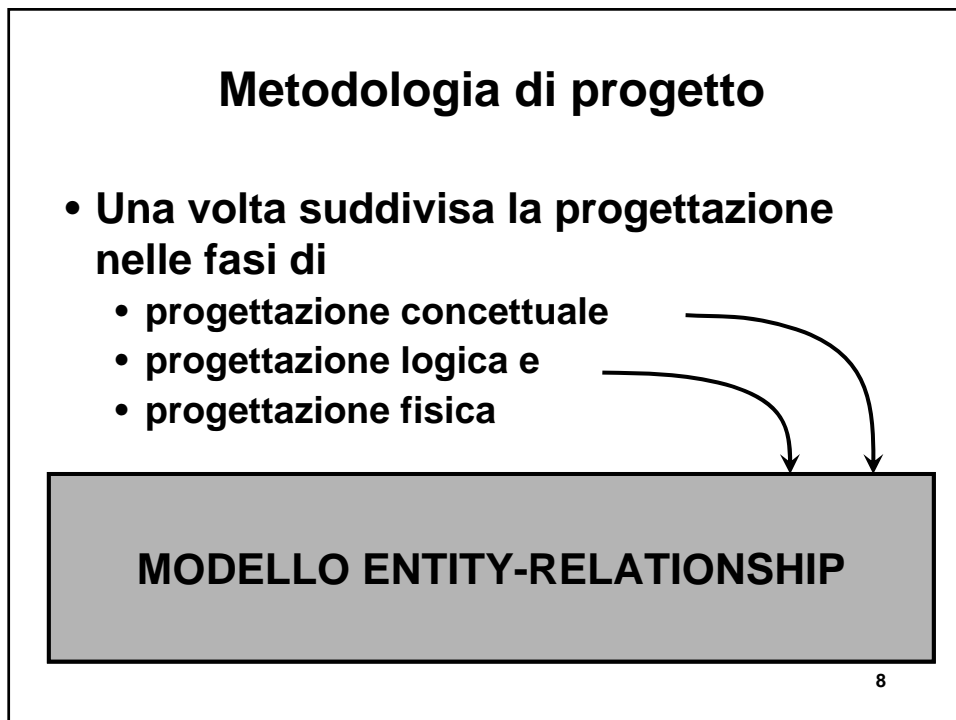 Metodologia di progetto
• Una volta suddivisa la progettazione
nelle fasi di
• progettazione concettuale
• progettazione logica e
• progettazione fisica
MODELLO ENTITY-RELATIONSHIP
8